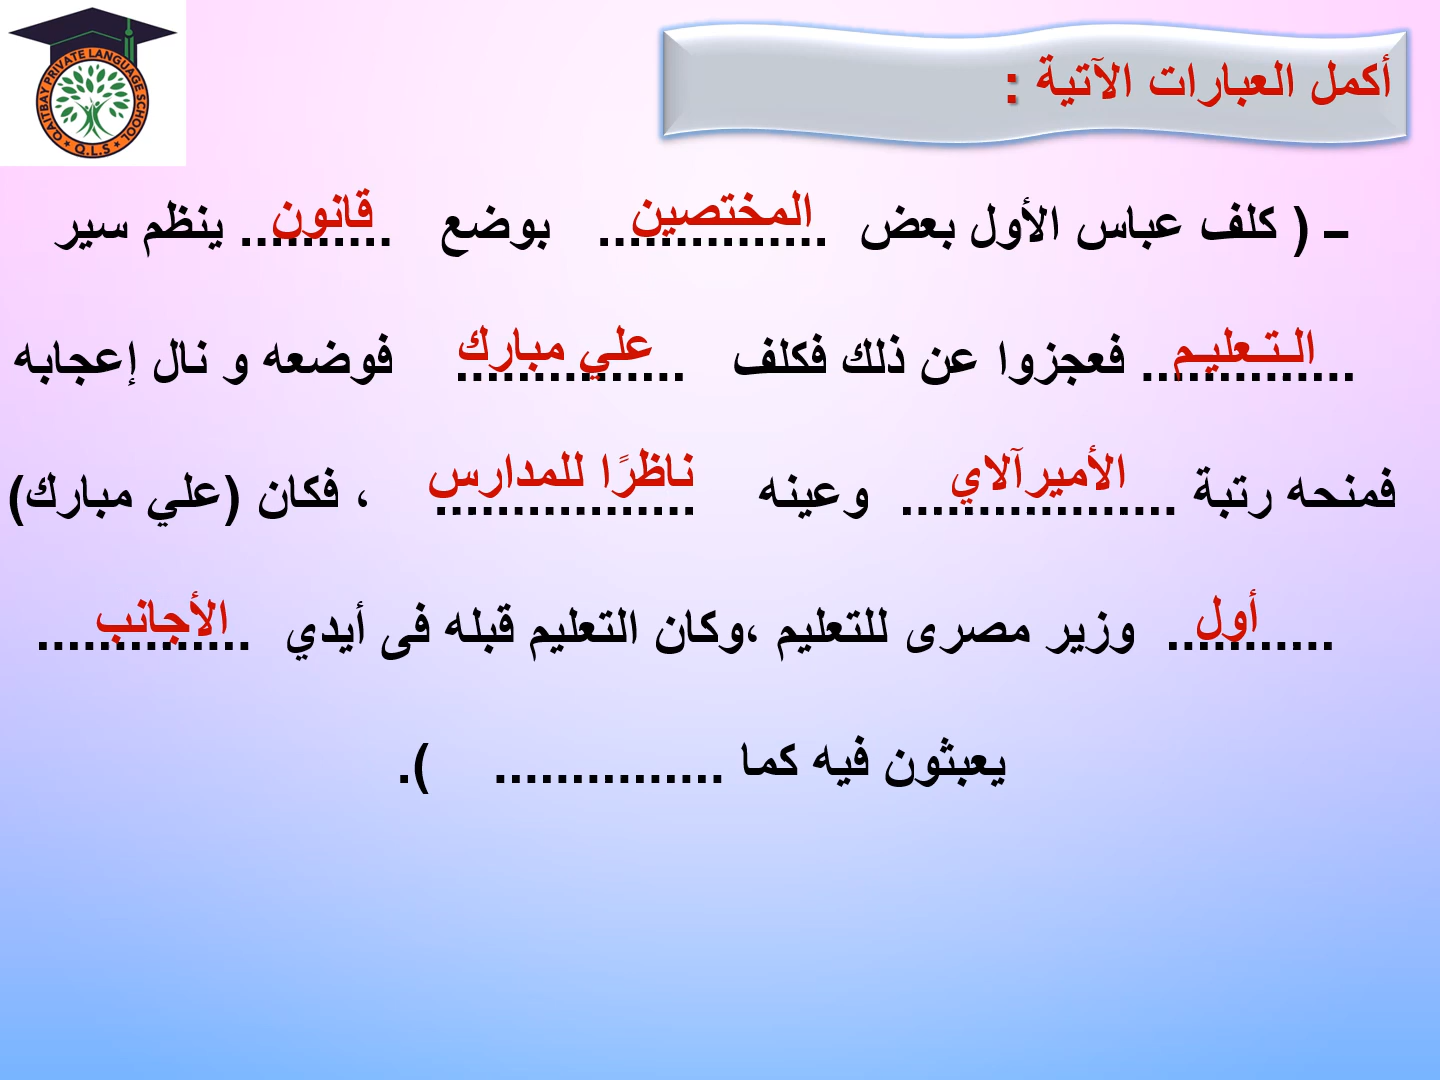 QAITBAY PRIVATE LANGUAGE SCHOOL
Q.L.S
أكمل العبارات الآتية :
ـ ( كلف عباس الأول بعض المختصين ............... بوضع قانون .......... ينظم سير
الـتـعليـم .............. فعجزوا عن ذلك فكلف علي مبارك ............... فوضعه و نال إعجابه
فمنحه رتبة الأميرآلاي .................. وعينه ناظرًا للمدارس ................. ، فكان (علي مبارك)
أول ........... وزير مصرى للتعليم ،وكان التعليم قبله فى أيدي الأجانب ..............
يعبثون فيه كما ............... ).